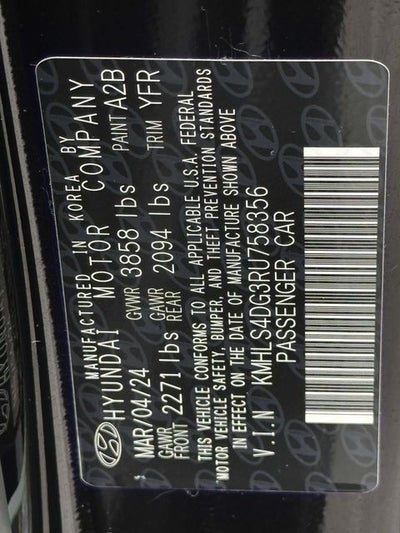 MANUFACTURED IN KOREA BY
HYUNDAI MOTOR COMPANY
MAR/04/24 GVWR 3858 lbs PAINT A2B
GAWR FRONT 2271 lbs GAWR REAR 2094 lbs TRIM YFR
THIS VEHICLE CONFORMS TO ALL APPLICABLE U.S.A. FEDERAL
MOTOR VEHICLE SAFETY, BUMPER, AND THEFT PREVENTION STANDARDS
IN EFFECT ON THE DATE OF MANUFACTURE SHOWN ABOVE
V.I.N KMHLS4DG3RU758356
PASSENGER CAR